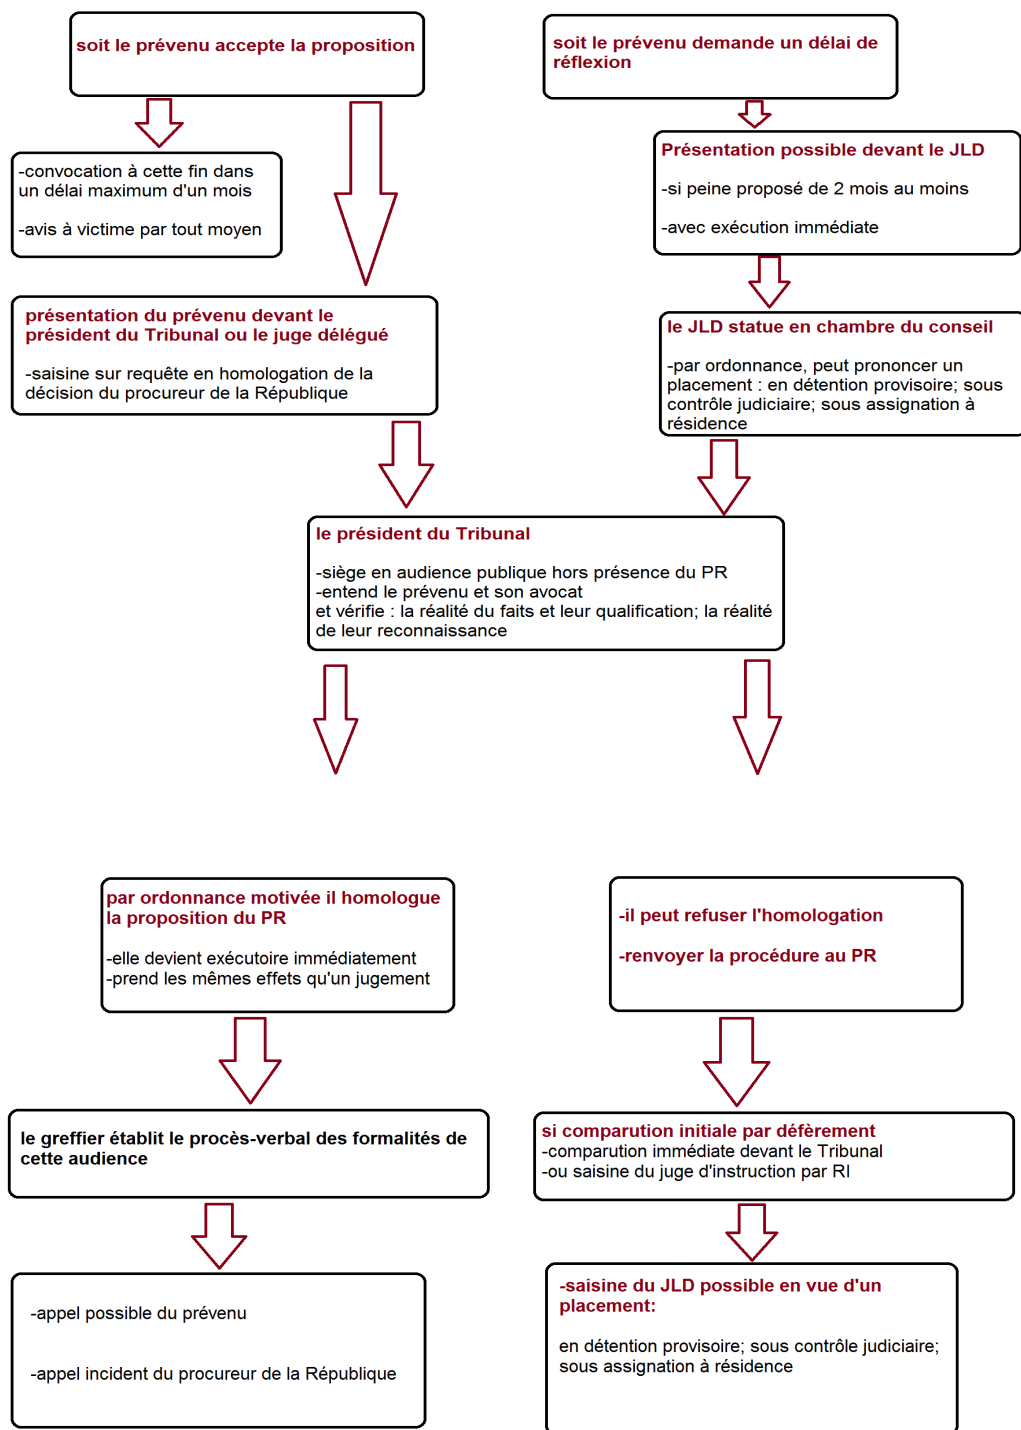 soit le prévenu accepte la proposition
soit le prévenu demande un délai de
réflexion
-convocation à cette fin dans
un délai maximum d'un mois
-avis à victime par tout moyen
Présentation possible devant le JLD
-si peine proposé de 2 mois au moins
-avec exécution immédiate
présentation du prévenu devant le
président du Tribunal ou le juge délégué
-saisine sur requête en homologation de la
décision du procureur de la République
le JLD statue en chambre du conseil
-par ordonnance, peut prononcer un
placement : en détention provisoire; sous
contrôle judiciaire; sous assignation à
résidence
le président du Tribunal
-siège en audience publique hors présence du PR
-entend le prévenu et son avocat
et vérifie : la réalité du faits et leur qualification; la réalité
de leur reconnaissance
par ordonnance motivée il homologue
la proposition du PR
-elle devient exécutoire immédiatement
-prend les mêmes effets qu'un jugement
-il peut refuser l'homologation
-renvoyer la procédure au PR
le greffier établit le procès-verbal des formalités de
cette audience
si comparution initiale par défèrement
-comparution immédiate devant le Tribunal
-ou saisine du juge d'instruction par RI
-appel possible du prévenu
-appel incident du procureur de la République
-saisine du JLD possible en vue d'un
placement:
en détention provisoire; sous contrôle judiciaire;
sous assignation à résidence